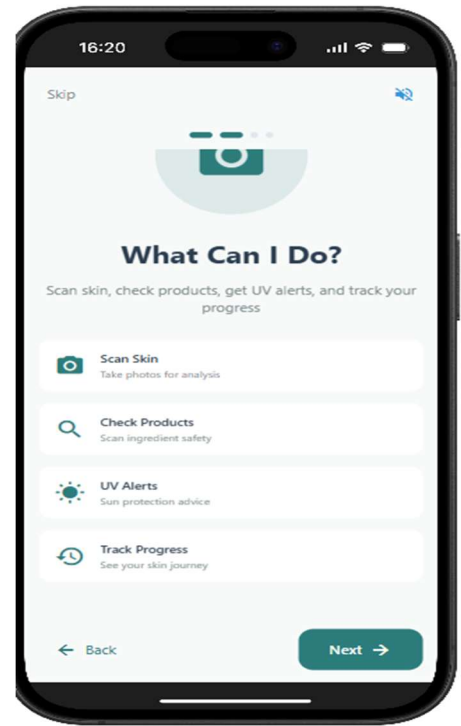 16:20
Skip
What Can I Do?
Scan skin, check products, get UV alerts, and track your
progress
Scan Skin
Take photos for analysis
Check Products
Scan ingredient safety
UV Alerts
Sun protection advice
Track Progress
See your skin journey
Back
Next